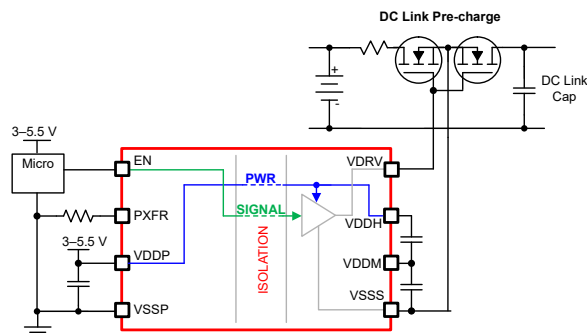 DC Link Pre-charge
+
-
DC Link
Cap
3–5.5 V
Micro
EN
VDRV
PWR
PXFR
SIGNAL
VDDH
3–5.5 V
ISOLATION
VDDP
VDDM
VSSP
VSSS